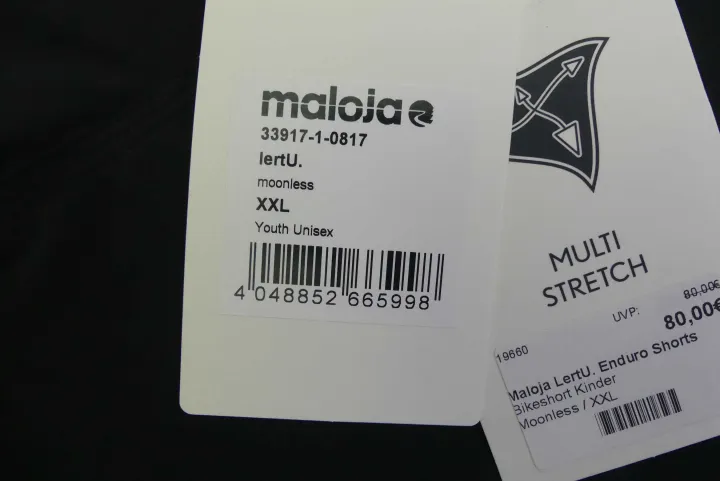 maloja
33917-1-0817
lertU.
moonless
XXL
Youth Unisex
4 048852 665998
MULTI
STRETCH
80,00€
UVP:
80,00€
19660
Maloja LertU. Enduro Shorts
Bikeshort Kinder
Moonless / XXL